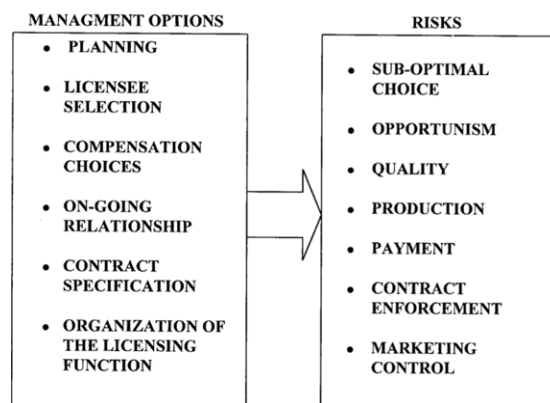 MANAGMENT OPTIONS
• PLANNING
• LICENSEE
SELECTION
• COMPENSATION
CHOICES
• ON-GOING
RELATIONSHIP
• CONTRACT
SPECIFICATION
• ORGANIZATION OF
THE LICENSING
FUNCTION
RISKS
• SUB-OPTIMAL
CHOICE
• OPPORTUNISM
• QUALITY
• PRODUCTION
• PAYMENT
• CONTRACT
ENFORCEMENT
• MARKETING
CONTROL